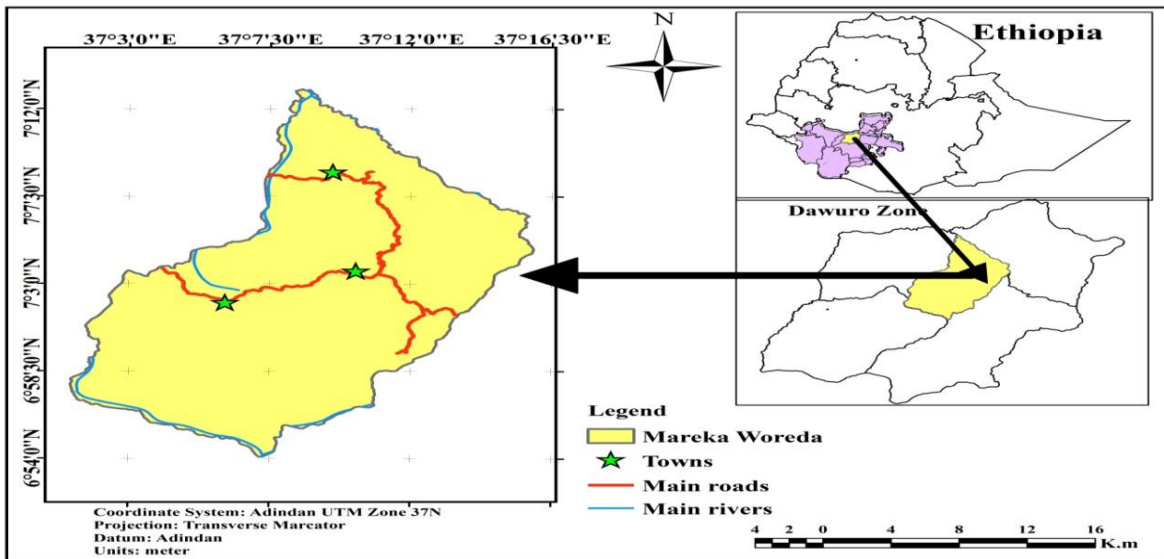 37°3'0"E 37°7'30"E 37°12'0"E 37°16'30"E
N
Ethiopia
7°12'0"N
7°7'30"N
7°3'0"N
6°58'30"N
6°54'0"N
Dawuro Zone
Legend
Mareka Woreda
Towns
Main roads
Main rivers
Coordinate System: Adindan UTM Zone 37N
Projection: Transverse Marcator
Datum: Adindan
Units: meter
4 2 0 4 8 12 16
K.m